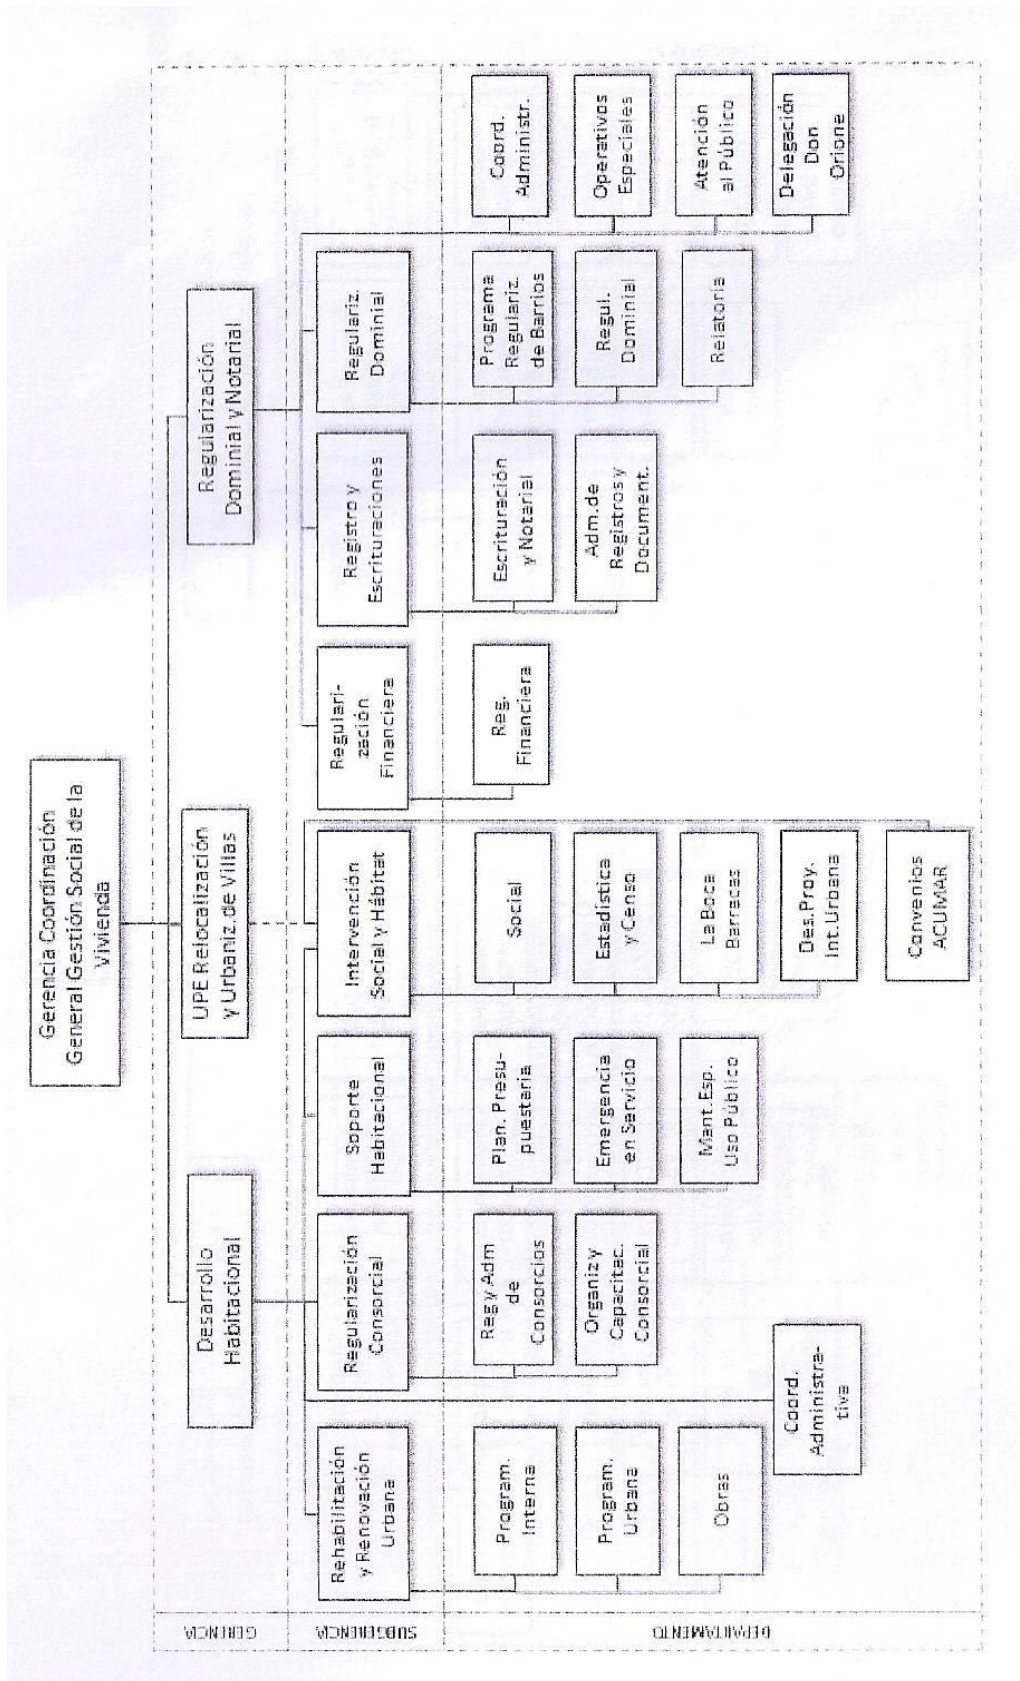 Gerencia Coordinación
General Gestión Social de la
Vivienda
GERENCIA
Desarrollo
Habitacional
UPE Relocalización
y Urbaniz.de Villas
Regularización
Dominial y Notarial
SUBGERENCIA
Rehabilitación
y Renovación
Urbana
Regularización
Consorcial
Soporte
Habitacional
Intervención
Social y Hábitat
Regulari-
zación
Financiera
Registro y
Escrituraciones
Regulariz.
Dominial
DEPARTAMENTO
Program.
Interna
Program.
Urbana
Obras
Coord.
Administra-
tiva
Reg y Adm
de
Consorcios
Organiz y
Capacitac.
Consorcial
Plan. Presu-
puestaria
Emergencia
en Servicio
Mant.Esp.
Uso Público
Social
Estadística
y Censo
La Boca
Barracas
Des.Proy.
Int.Urbana
Convenios
ACUMAR
Reg.
Financiera
Escrituración
y Notarial
Adm.de
Registros y
Document.
Programa
Regulariz.
de Barrios
Regul.
Dominial
Relatoría
Coord.
Administr.
Operativos
Especiales
Atención
al Público
Delegación
Don
Orione